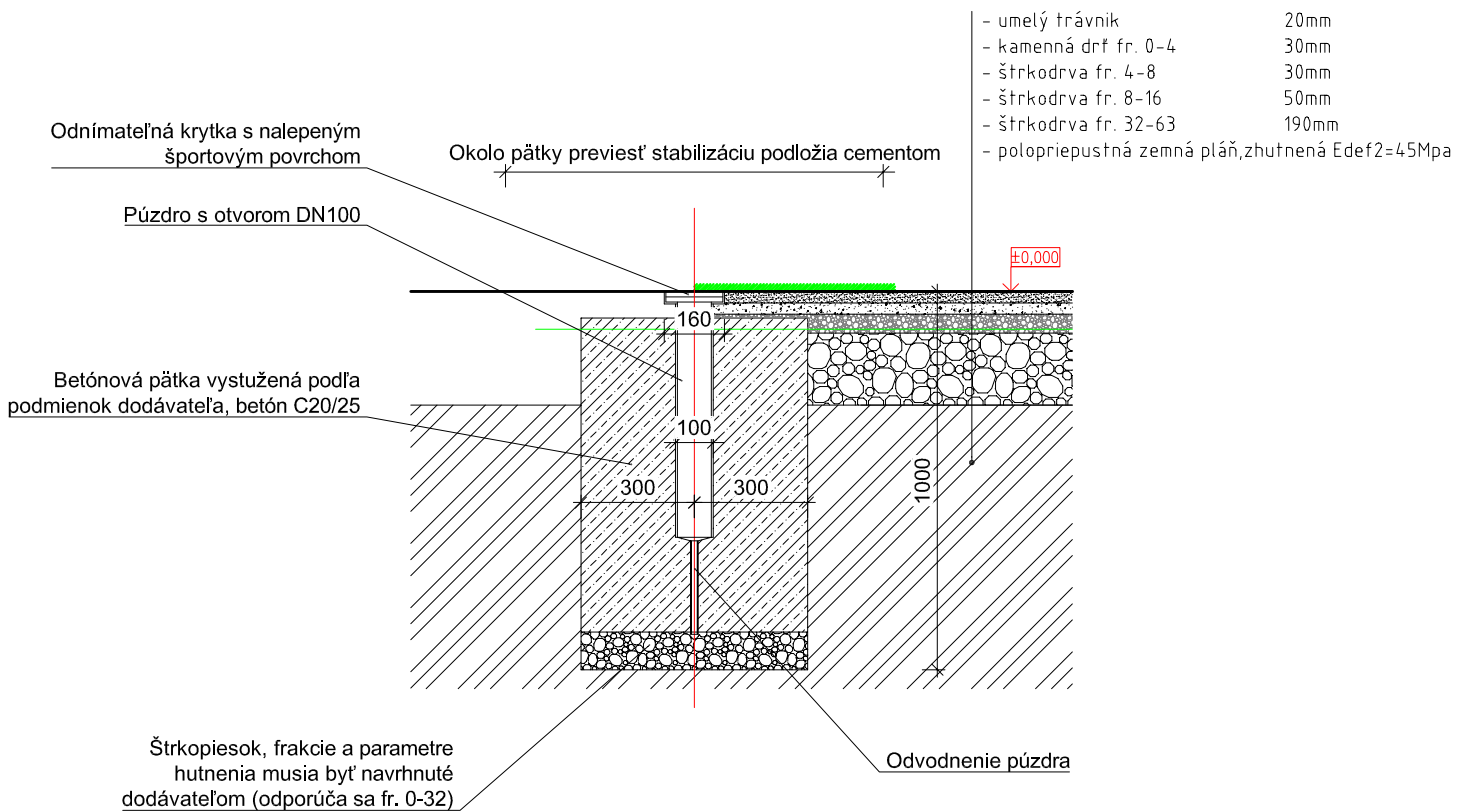 - umelý trávnik 20mm
- kamenná drť fr. 0-4 30mm
- štrkodrva fr. 4-8 30mm
- štrkodrva fr. 8-16 50mm
- štrkodrva fr. 32-63 190mm
- polopriepustná zemná pláň,zhutnená Edef2=45Mpa
Odnímateľná krytka s nalepeným
športovým povrchom
Okolo pätky previesť stabilizáciu podložia cementom
Púzdro s otvorom DN100
±0,000
160
Betónová pätka vystužená podľa
podmienok dodávateľa, betón C20/25
100
300 300
1000
Štrkopiesok, frakcie a parametre
hutnenia musia byť navrhnuté
dodávateľom (odporúča sa fr. 0-32)
Odvodnenie púzdra